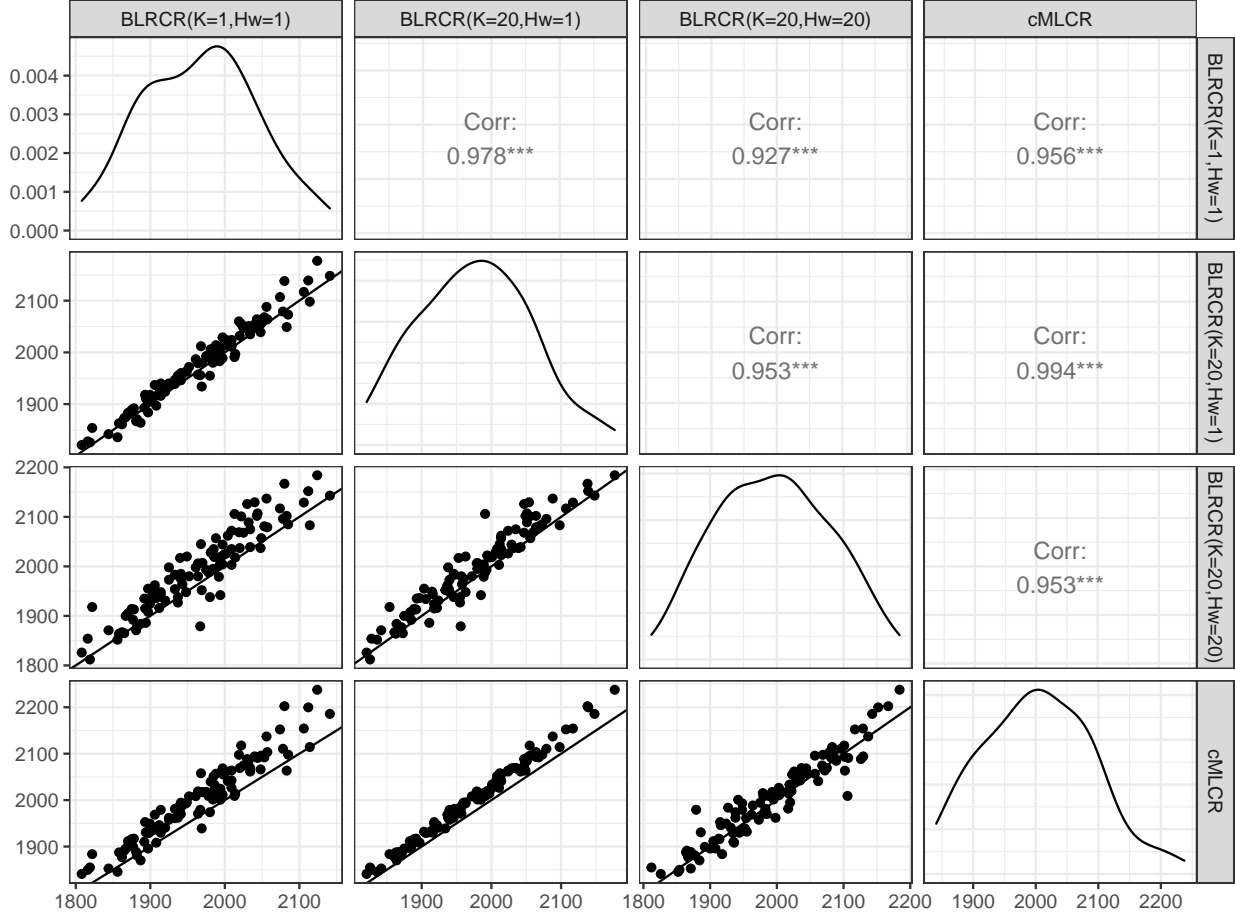 BLRCR(K=1,Hw=1)
BLRCR(K=20,Hw=1)
BLRCR(K=20,Hw=20)
cMLCR
0.004
0.003
0.002
0.001
0.000
Corr:
0.978***
Corr:
0.927***
Corr:
0.956***
BLRCR(K=1,Hw=1)
2100
2000
1900
Corr:
0.953***
Corr:
0.994***
BLRCR(K=20,Hw=1)
2200
2100
2000
1900
1800
Corr:
0.953***
BLRCR(K=20,Hw=20)
2200
2100
2000
1900
cMLCR
1800 1900 2000 2100
1900 2000 2100
1800 1900 2000 2100 2200
1900 2000 2100 2200